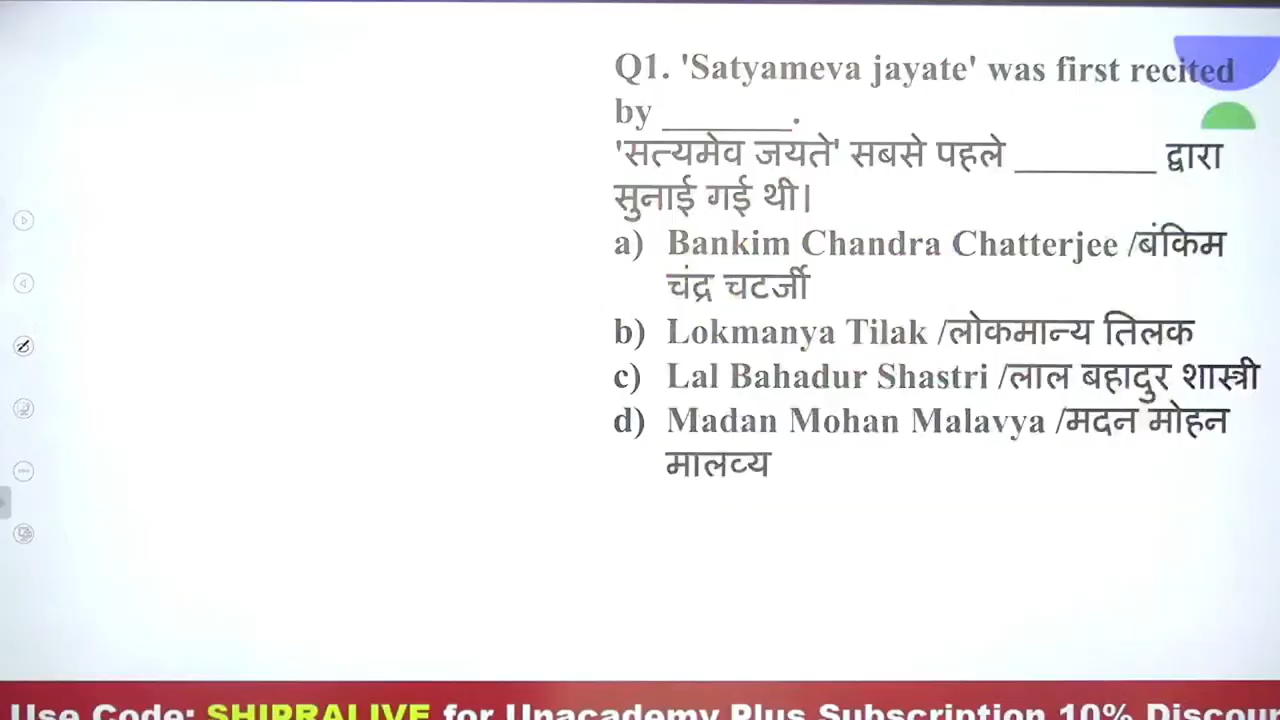 Q1. 'Satyameva jayate' was first recited
by _______.
'सत्यमेव जयते' सबसे पहले ________ द्वारा
सुनाई गई थी।
a) Bankim Chandra Chatterjee /बंकिम
चंद्र चटर्जी
b) Lokmanya Tilak /लोकमान्य तिलक
c) Lal Bahadur Shastri /लाल बहादुर शास्त्री
d) Madan Mohan Malavya /मदन मोहन
मालव्य
Use Code: SHIPRALIVE for Unacademy Plus Subscription 10% Discoun